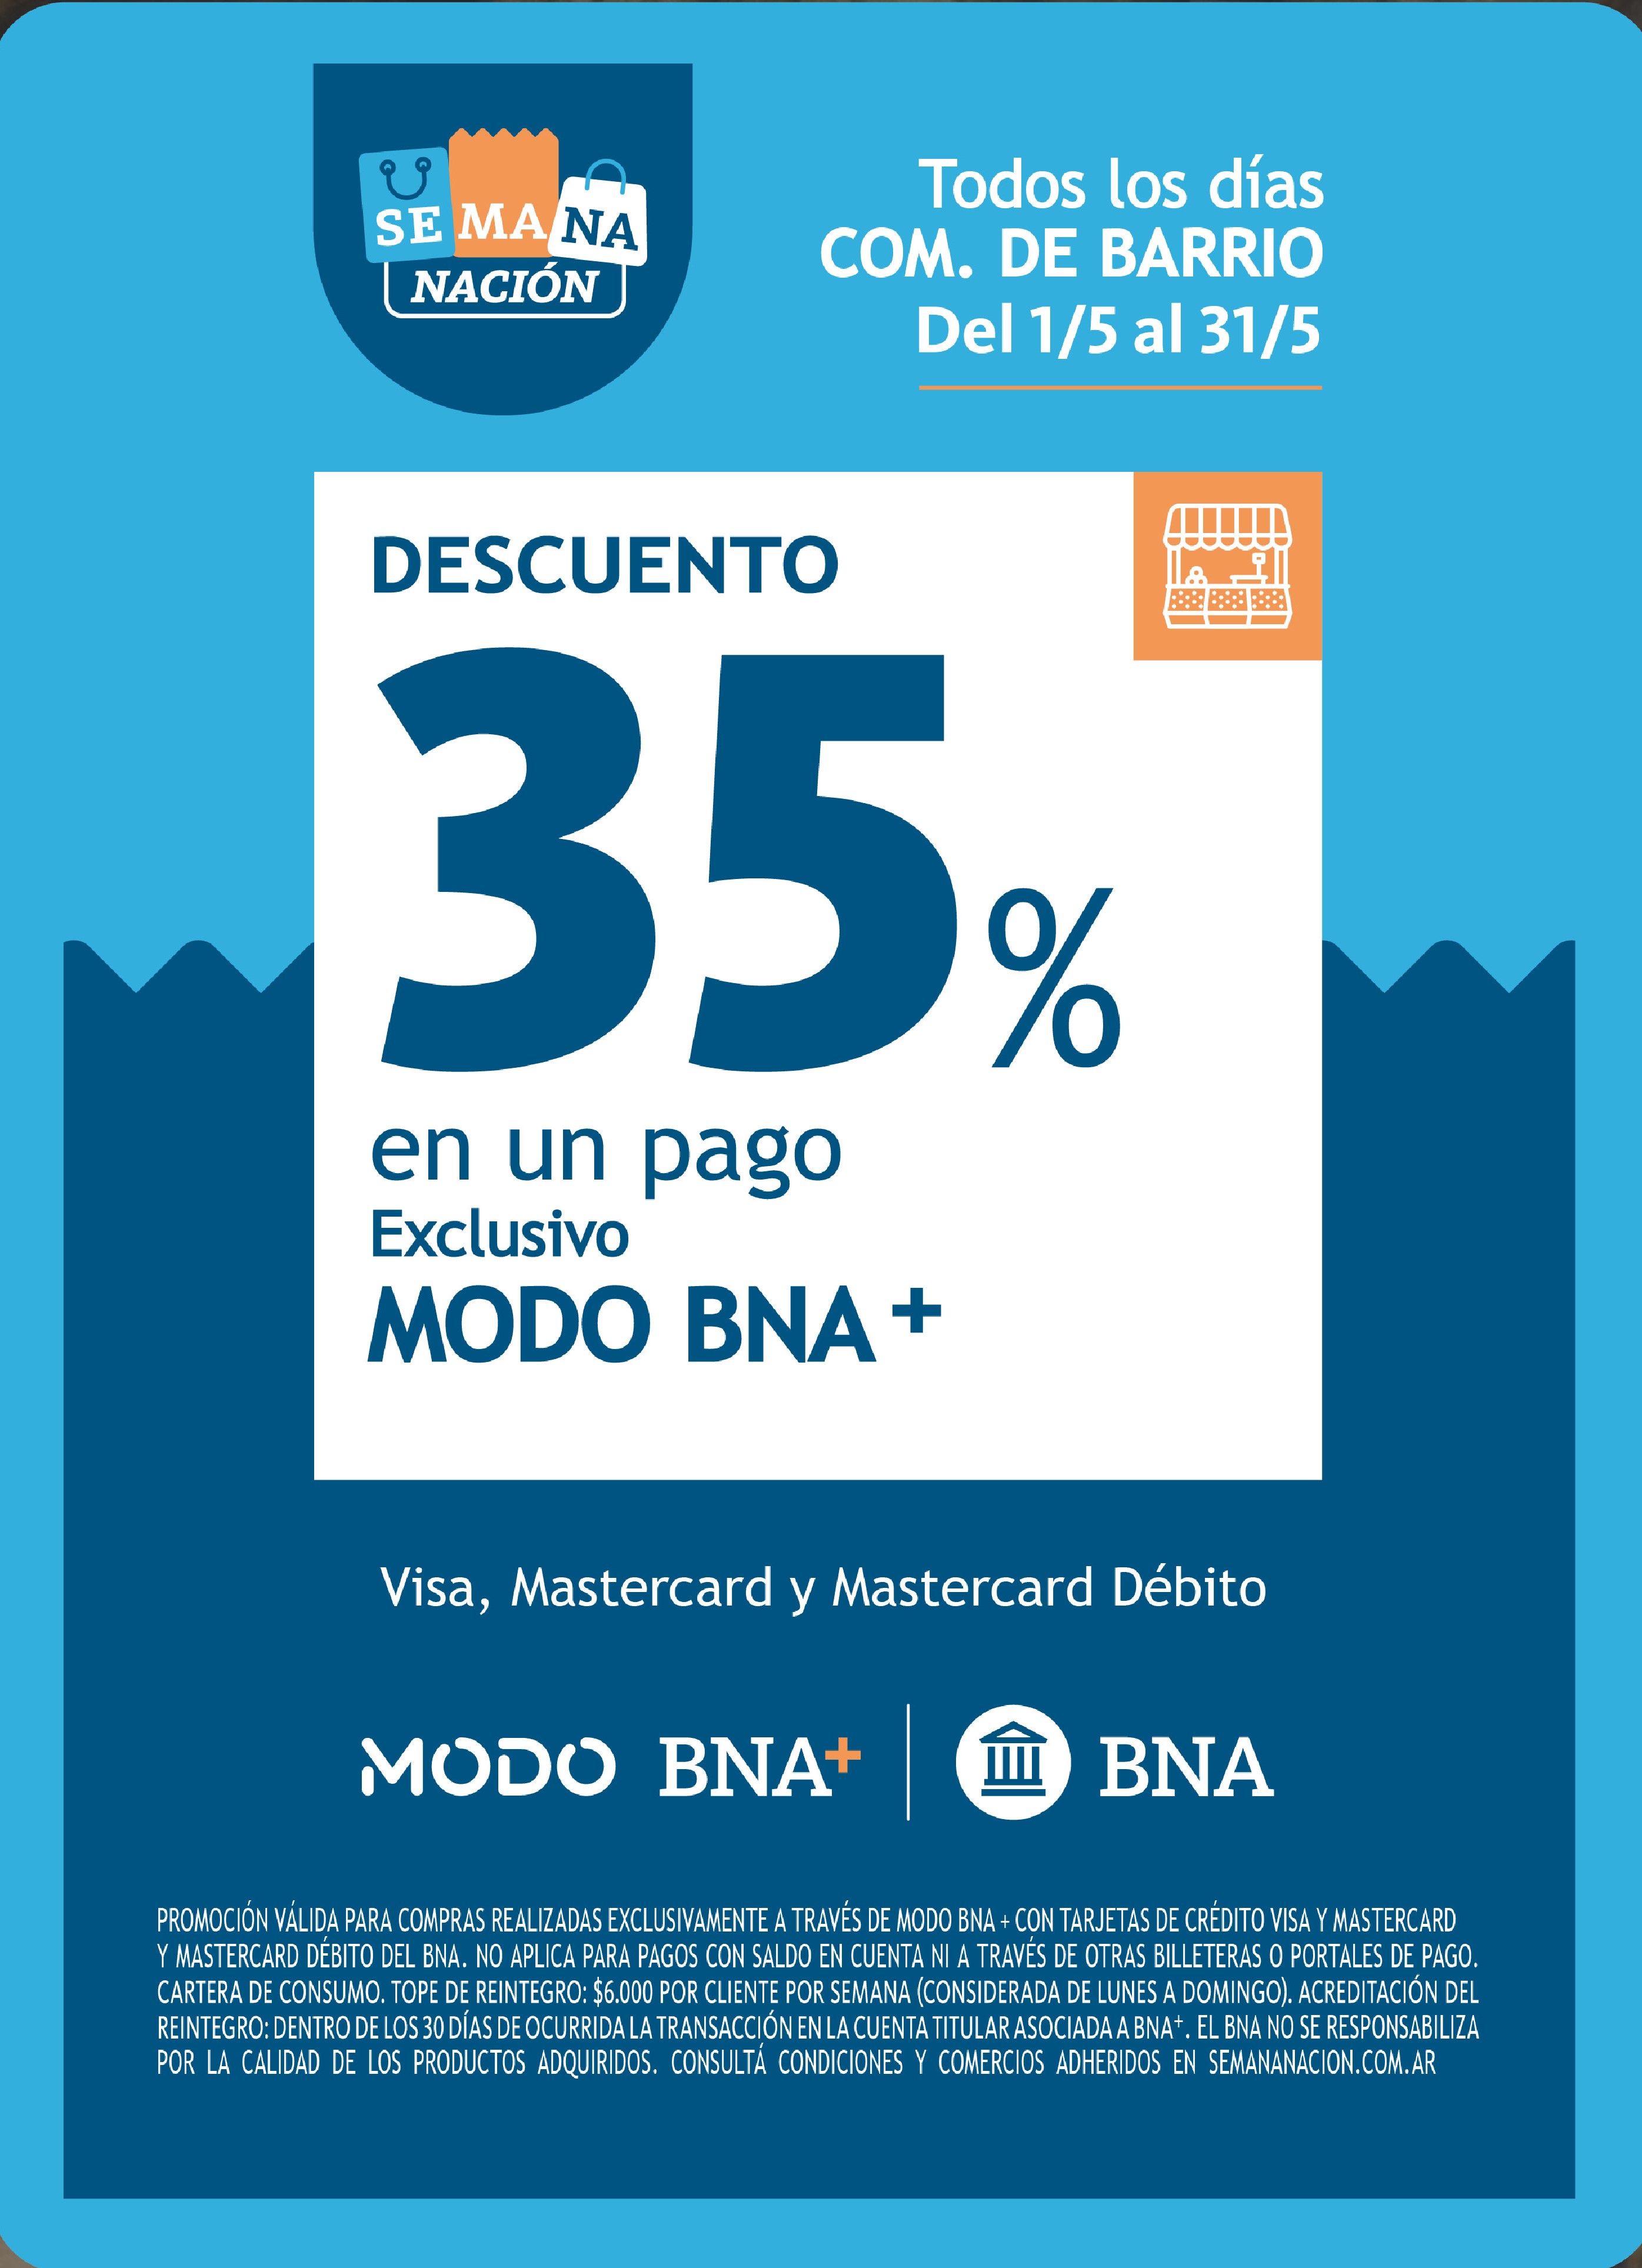 SEMANA
NACIÓN
Todos los días
COM. DE BARRIO
Del 1/5 al 31/5
DESCUENTO
35%
en un pago
Exclusivo
MODO BNA+
Visa, Mastercard y Mastercard Débito
MODO BNA+ | BNA
PROMOCIÓN VÁLIDA PARA COMPRAS REALIZADAS EXCLUSIVAMENTE A TRAVÉS DE MODO BNA + CON TARJETAS DE CRÉDITO VISA Y MASTERCARD
Y MASTERCARD DÉBITO DEL BNA. NO APLICA PARA PAGOS CON SALDO EN CUENTA NI A TRAVÉS DE OTRAS BILLETERAS O PORTALES DE PAGO.
CARTERA DE CONSUMO. TOPE DE REINTEGRO: $6.000 POR CLIENTE POR SEMANA (CONSIDERADA DE LUNES A DOMINGO). ACREDITACIÓN DEL
REINTEGRO: DENTRO DE LOS 30 DÍAS DE OCURRIDA LA TRANSACCIÓN EN LA CUENTA TITULAR ASOCIADA A BNA+. EL BNA NO SE RESPONSABILIZA
POR LA CALIDAD DE LOS PRODUCTOS ADQUIRIDOS. CONSULTÁ CONDICIONES Y COMERCIOS ADHERIDOS EN SEMANANACION.COM.AR